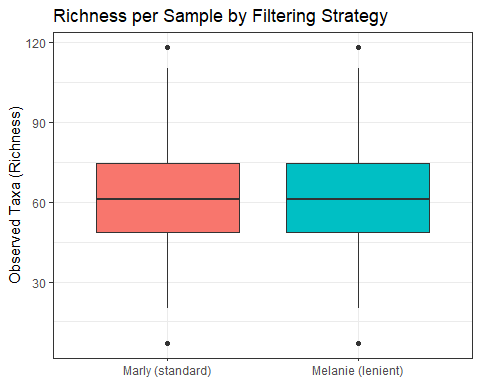 Richness per Sample by Filtering Strategy
Observed Taxa (Richness)
120
90
60
30
Marly (standard)
Melanie (lenient)